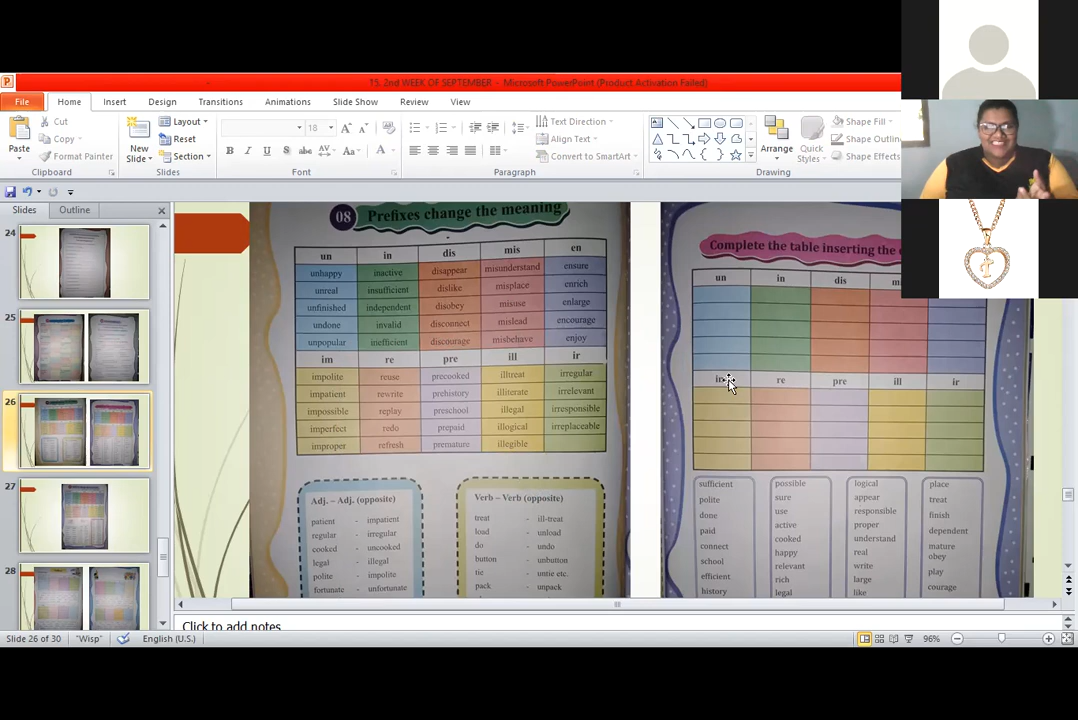 15. 2nd WEEK OF SEPTEMBER - Microsoft PowerPoint (Product Activation Failed)
File Home Insert Design Transitions Animations Slide Show Review View
Cut
Copy
Format Painter
Paste
Clipboard
New Slide
Layout
Reset
Section
Slides
18
Font
Text Direction
Align Text
Convert to SmartArt
Paragraph
Arrange
Quick Styles
Shape Fill
Shape Outline
Shape Effects
Drawing
Slides Outline
24
25
26
27
28
08 Prefixes change the meaning
un in dis mis en
unhappy inactive disappear misunderstand ensure
unreal insufficient dislike misplace enrich
unfinished independent disobey misuse enlarge
undone invalid disconnect mislead encourage
unpopular inefficient discourage misbehave enjoy
im re pre ill ir
impolite reuse precooked illtreat irregular
impatient rewrite prehistory illiterate irrelevant
impossible replay preschool illegal irresponsible
imperfect redo prepaid illogical irreplaceable
improper refresh premature illegible
Adj. – Adj. (opposite)
patient - impatient
regular - irregular
cooked - uncooked
legal - illegal
polite - impolite
fortunate - unfortunate
Verb – Verb (opposite)
treat - ill-treat
load - unload
do - undo
button - unbutton
tie - untie etc.
pack - unpack
Complete the table inserting the
un in dis
re pre ill ir
sufficient possible logical place
polite sure appear treat
done use responsible finish
paid active proper dependent
connect cooked understand mature
school happy real obey
efficient relevant write play
history rich large courage
legal like
Click to add notes
Slide 26 of 30 "Wisp" English (U.S.) 96%